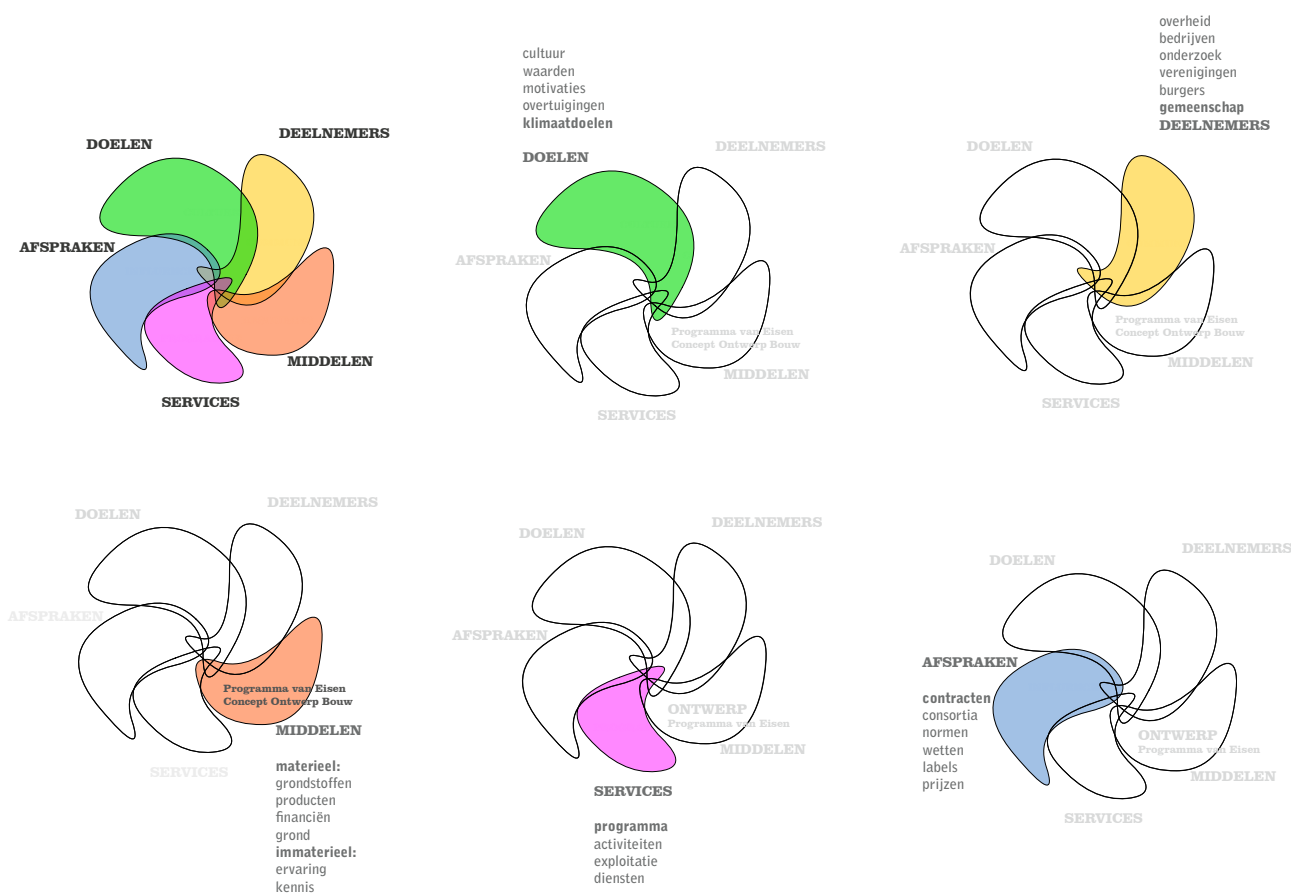 DOELEN
DEELNEMERS
AFSPRAKEN
MIDDELEN
SERVICES
cultuur
waarden
motivaties
overtuigingen
klimaatdoelen
DOELEN
DEELNEMERS
AFSPRAKEN
Programma van Eisen
Concept Ontwerp Bouw
MIDDELEN
SERVICES
overheid
bedrijven
onderzoek
verenigingen
burgers
gemeenschap
DEELNEMERS
DOELEN
AFSPRAKEN
Programma van Eisen
Concept Ontwerp Bouw
MIDDELEN
SERVICES
DEELNEMERS
DOELEN
AFSPRAKEN
Programma van Eisen
Concept Ontwerp Bouw
MIDDELEN
SERVICES
materieel:
grondstoffen
producten
financiën
grond
immaterieel:
ervaring
kennis
DEELNEMERS
DOELEN
AFSPRAKEN
ONTWERP
Programma van Eisen
MIDDELEN
SERVICES
programma
activiteiten
exploitatie
diensten
DEELNEMERS
DOELEN
AFSPRAKEN
contracten
consortia
normen
wetten
labels
prijzen
ONTWERP
Programma van Eisen
MIDDELEN
SERVICES